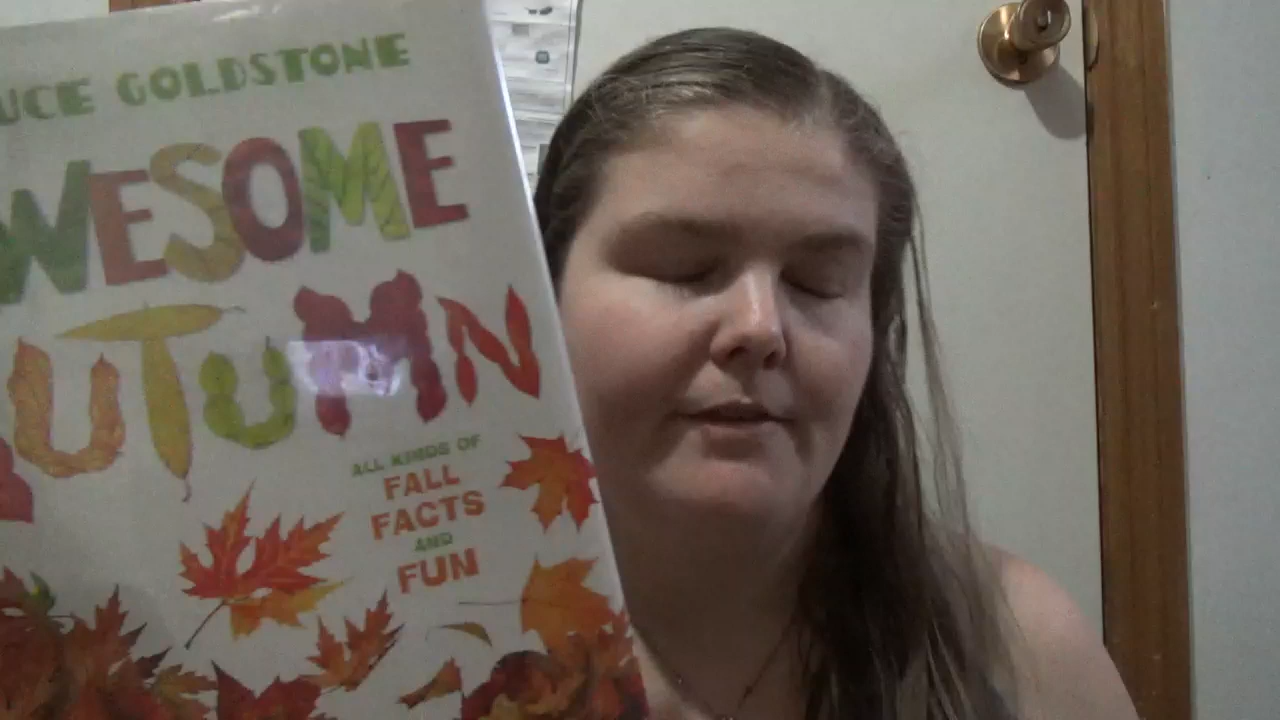 UCE GOLDSTONE
WESOME
UTUMN
ALL KINDS OF
FALL
FACTS
AND
FUN